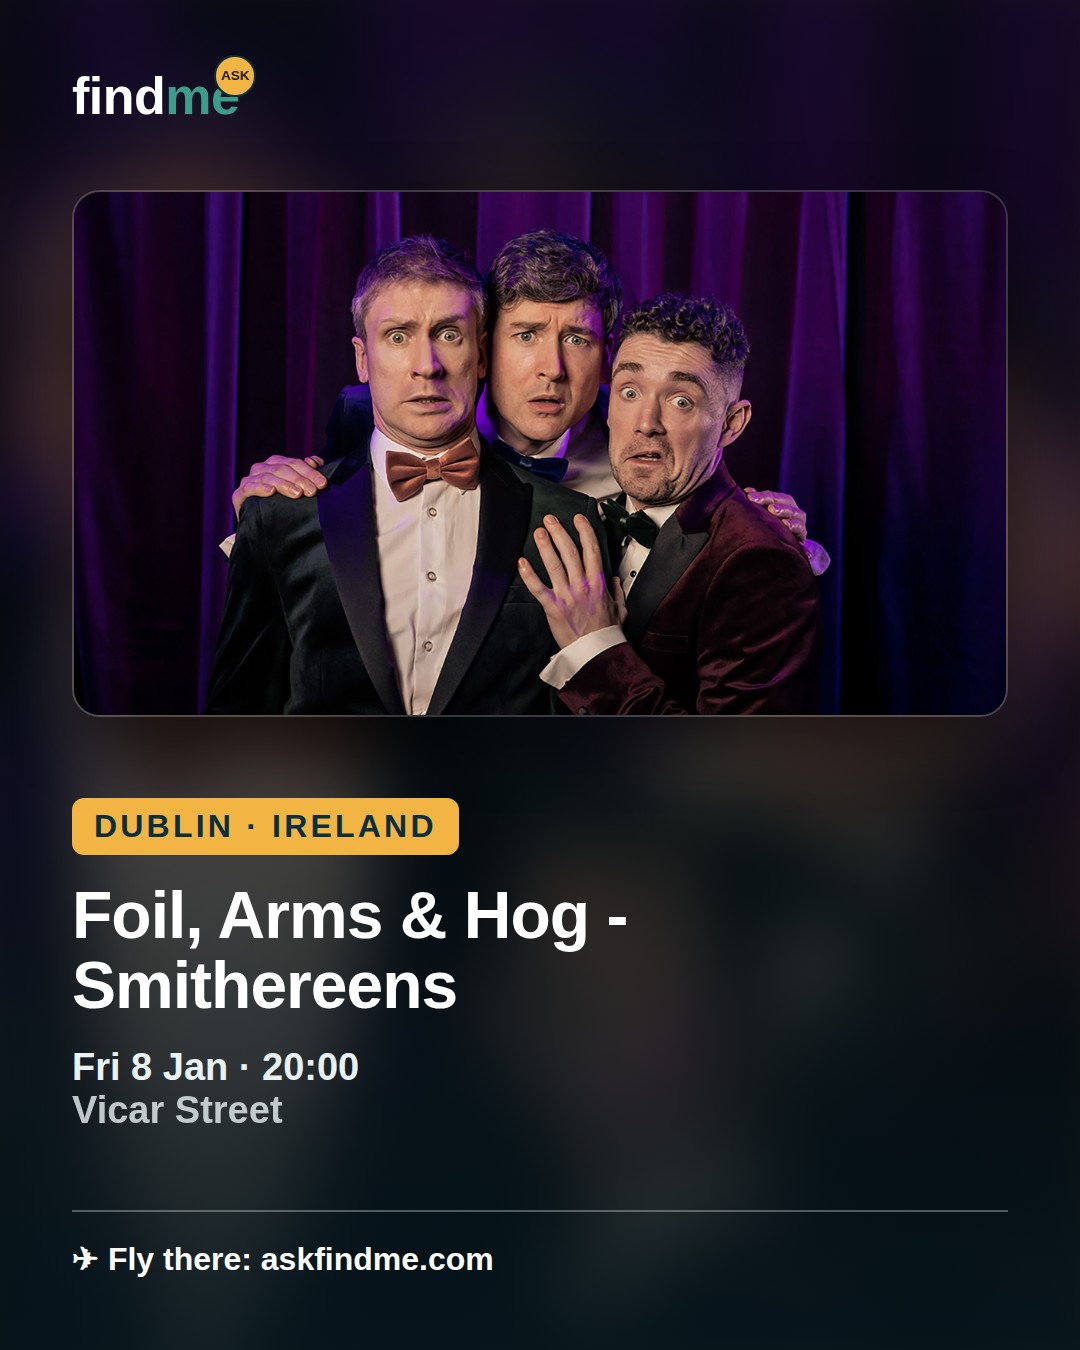 findme
ASK
DUBLIN · IRELAND
Foil, Arms & Hog -
Smithereens
Fri 8 Jan · 20:00
Vicar Street
✈ Fly there: askfindme.com